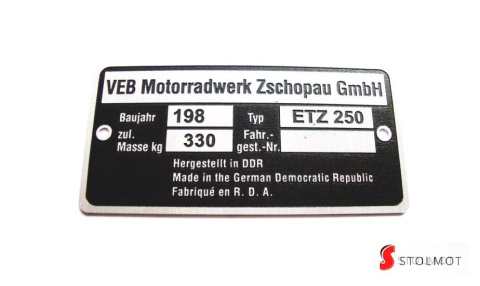 VEB Motorradwerk Zschopau GmbH
Baujahr 198 Typ ETZ 250
zul. Masse kg 330 Fahr.-gest.-Nr.
Hergestellt in DDR
Made in the German Democratic Republic
Fabriqué en R. D. A.
STOLMOT